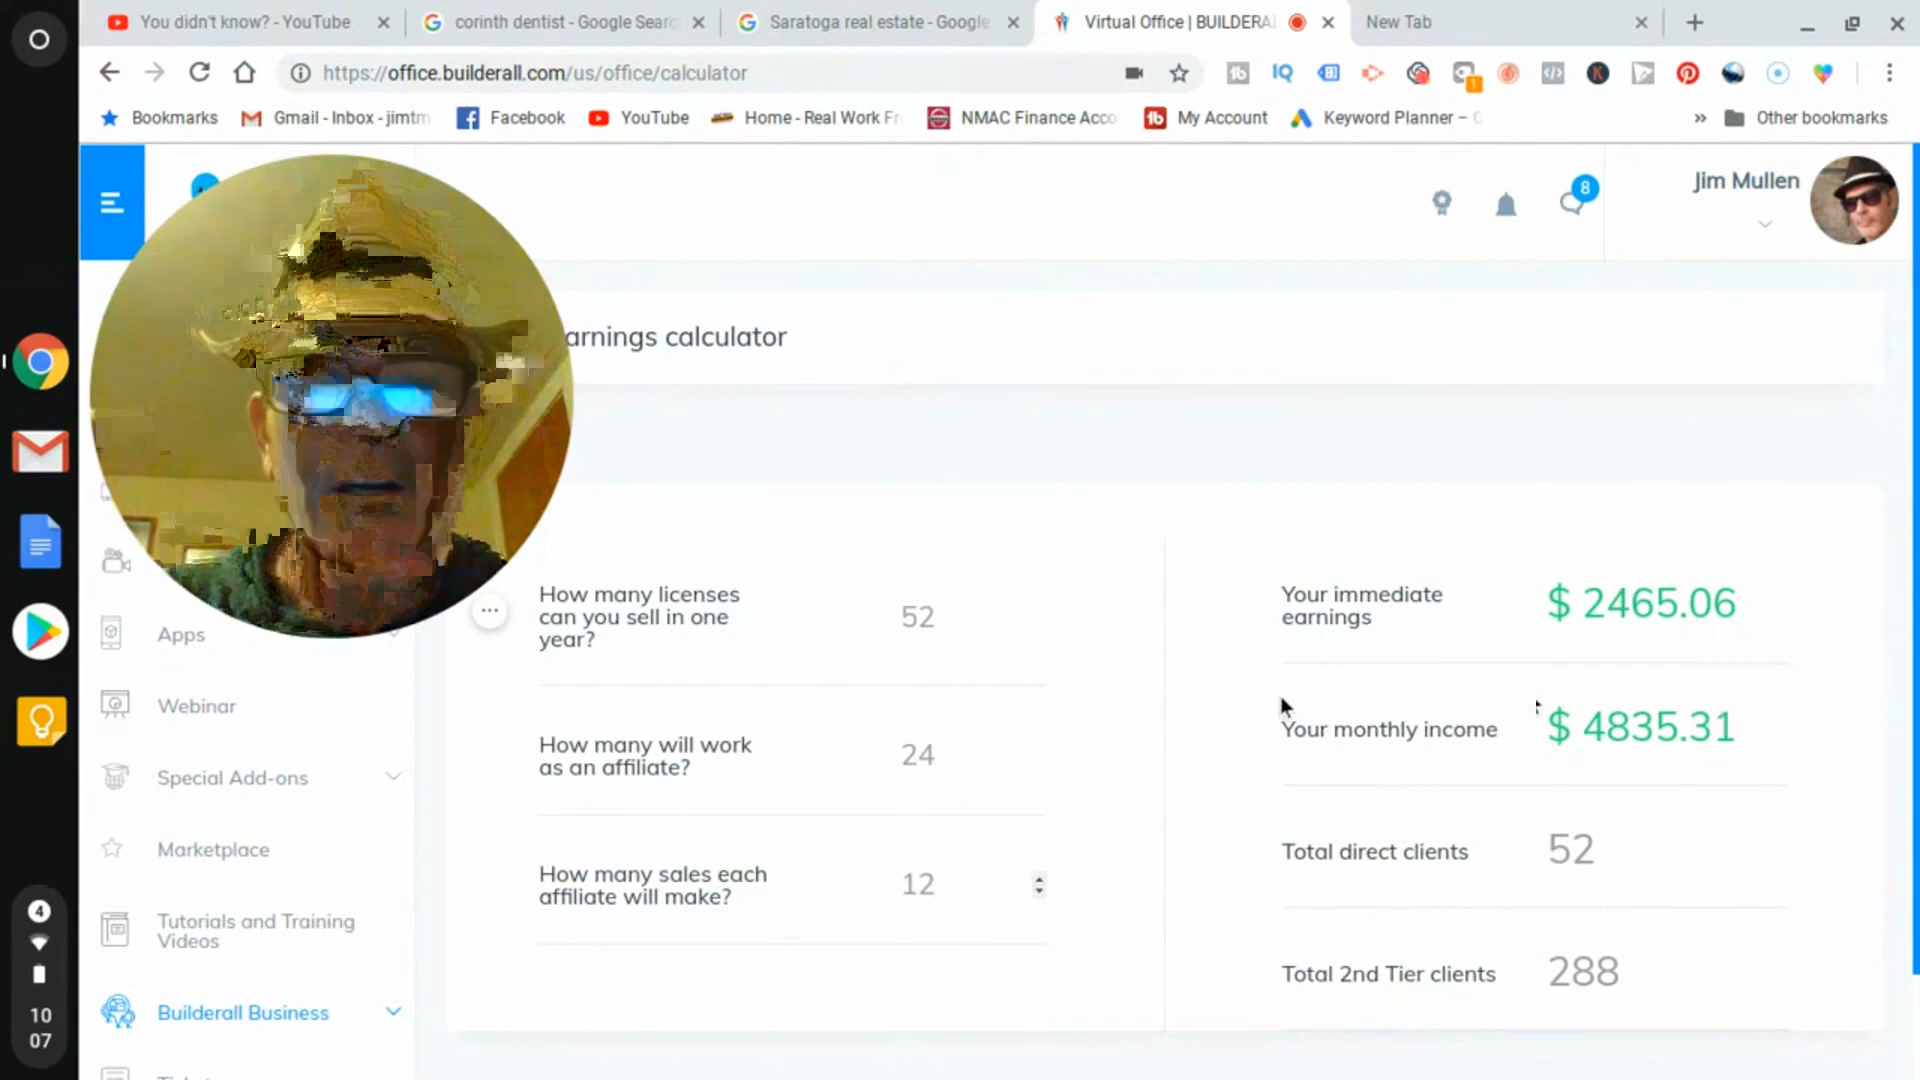 You didn't know? - YouTube
corinth dentist - Google Sear
Saratoga real estate - Google
Virtual Office | BUILDERAL
New Tab
https://office.builderall.com/us/office/calculator
Bookmarks
Gmail - Inbox - jimtm
Facebook
YouTube
Home - Real Work Fr
NMAC Finance Acco
My Account
Keyword Planner –
Other bookmarks
8
Jim Mullen
arnings calculator
How many licenses
can you sell in one
year?
52
How many will work
as an affiliate?
24
How many sales each
affiliate will make?
12
Your immediate
earnings
$ 2465.06
Your monthly income
$ 4835.31
Total direct clients
52
Total 2nd Tier clients
288
Apps
Webinar
Special Add-ons
Marketplace
Tutorials and Training
Videos
Builderall Business
4
10
07